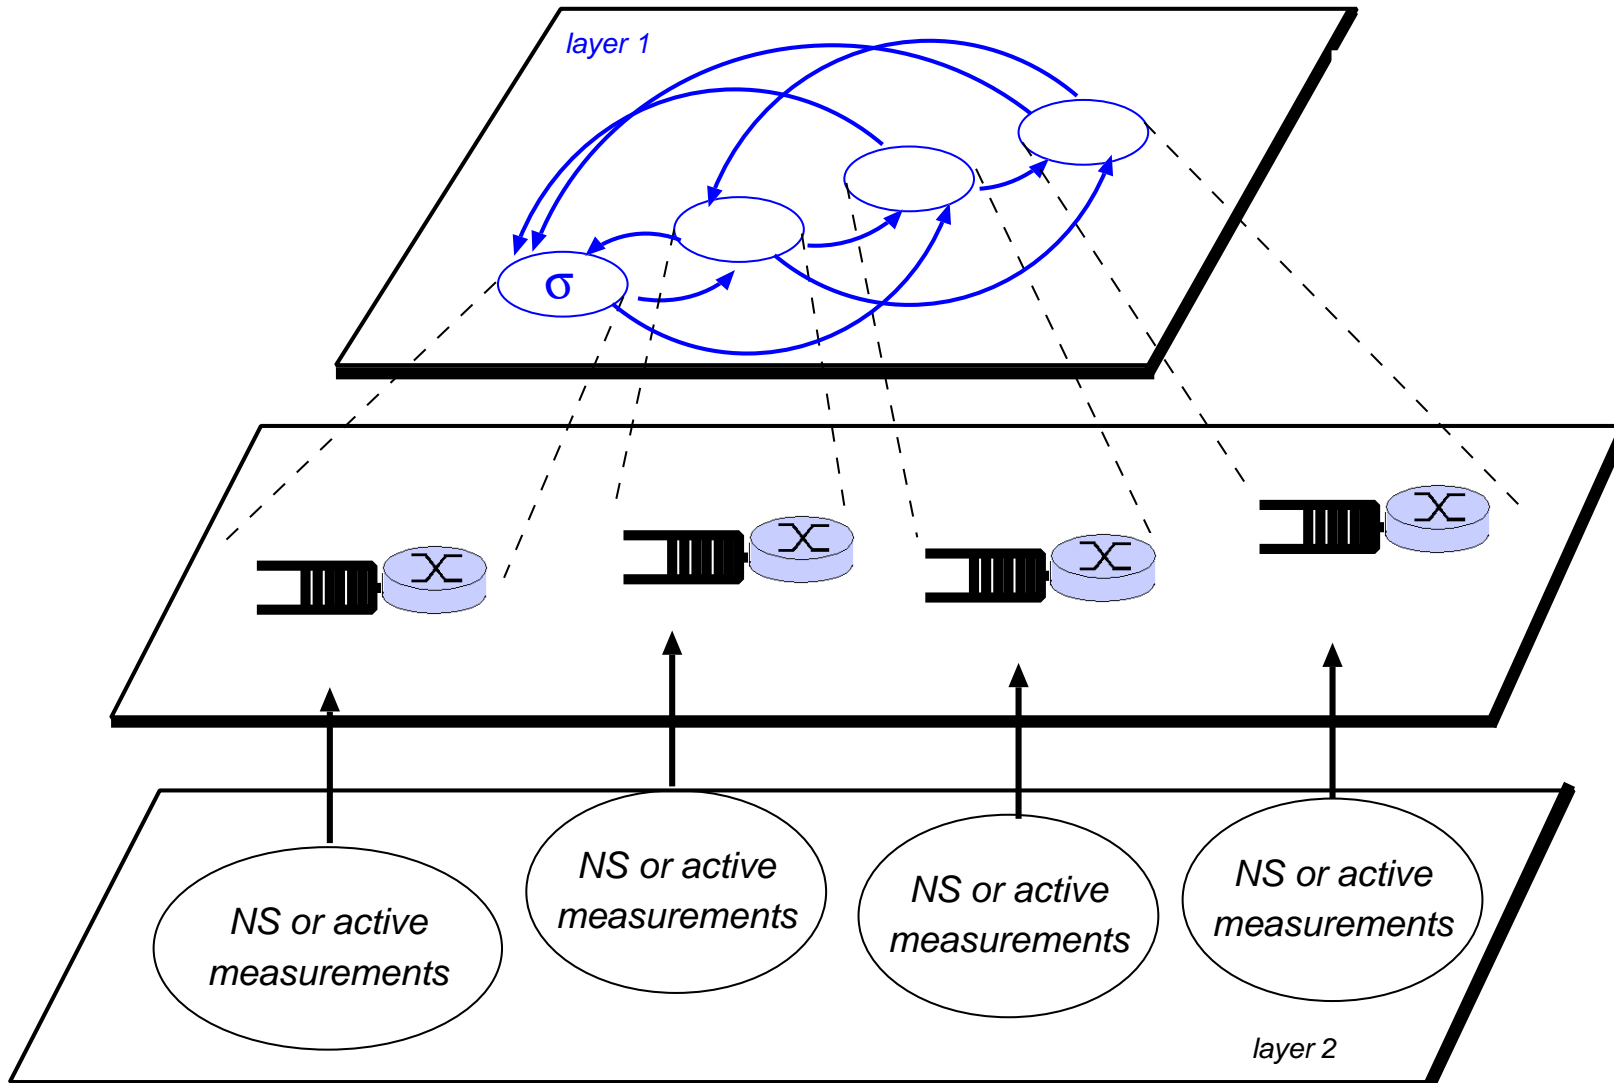 layer 1
σ
NS or active
measurements
NS or active
measurements
NS or active
measurements
NS or active
measurements
layer 2